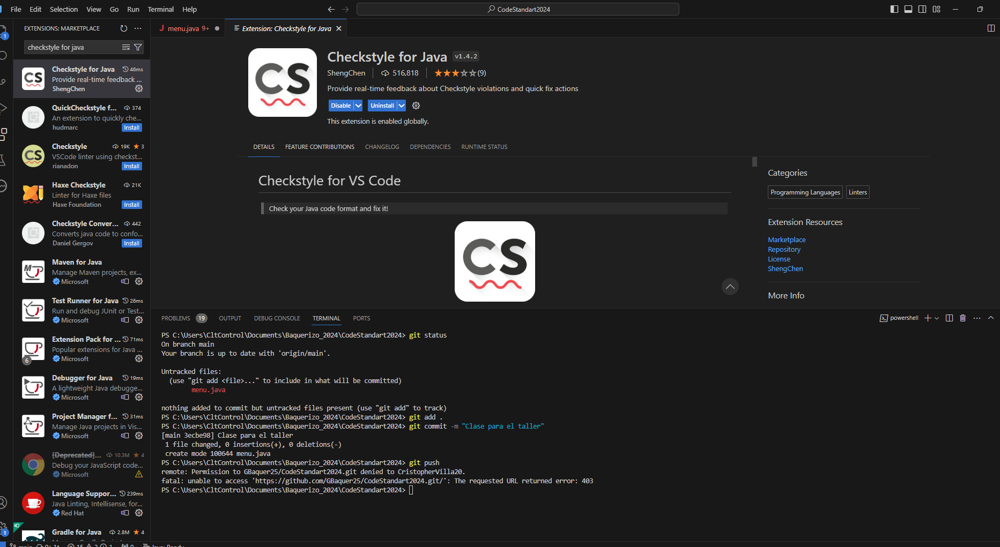 File Edit Selection View Go Run Terminal Help
CodeStandart2024
EXTENSIONS: MARKETPLACE
checkstyle for java
Checkstyle for Java 46ms
Provide real-time feedback ...
ShengChen
QuickCheckstyle f... 374
An extension to quickly che...
hudmarc Install
Checkstyle 19K 3
VSCode linter using checkst...
rianadon Install
Haxe Checkstyle 21K
Linter for Haxe files
Haxe Foundation Install
Checkstyle Conver... 442
Converts java code to confo...
Daniel Gergov Install
Maven for Java
Manage Maven projects, ex...
Microsoft
Test Runner for Java 26ms
Run and debug JUnit or Test...
Microsoft
Extension Pack for ... 71ms
Popular extensions for Java ...
6 Microsoft
Debugger for Java 19ms
A lightweight Java debugge...
Microsoft
Project Manager f... 31ms
Manage Java projects in Vis...
Microsoft
[Deprecated]... 10.3M 4
Debug your JavaScript code...
Microsoft
Language Suppor... 239ms
Java Linting, Intellisense, for...
Red Hat
Gradle for Java 2.8M 4
1
1
J menu.java 9+
Extension: Checkstyle for Java
CS
Checkstyle for Java v1.4.2
ShengChen 516,818 (9)
Provide real-time feedback about Checkstyle violations and quick fix actions
Disable Uninstall
This extension is enabled globally.
DETAILS FEATURE CONTRIBUTIONS CHANGELOG DEPENDENCIES RUNTIME STATUS
Checkstyle for VS Code
Check your Java code format and fix it!
CS
Categories
Programming Languages Linters
Extension Resources
Marketplace
Repository
License
ShengChen
More Info
PROBLEMS 19 OUTPUT DEBUG CONSOLE TERMINAL PORTS
powershell
PS C:\Users\CltControl\Documents\Baquerizo_2024\CodeStandart2024> git status
On branch main
Your branch is up to date with 'origin/main'.
Untracked files:
(use "git add <file>..." to include in what will be committed)
menu.java
nothing added to commit but untracked files present (use "git add" to track)
PS C:\Users\CltControl\Documents\Baquerizo_2024\CodeStandart2024> git add .
PS C:\Users\CltControl\Documents\Baquerizo_2024\CodeStandart2024> git commit -m "Clase para el taller"
[main 3ecbe98] Clase para el taller
1 file changed, 0 insertions(+), 0 deletions(-)
create mode 100644 menu.java
PS C:\Users\CltControl\Documents\Baquerizo_2024\CodeStandart2024> git push
remote: Permission to GBaquer25/CodeStandart2024.git denied to CristopherVilla20.
fatal: unable to access 'https://github.com/GBaquer25/CodeStandart2024.git/': The requested URL returned error: 403
PS C:\Users\CltControl\Documents\Baquerizo_2024\CodeStandart2024>